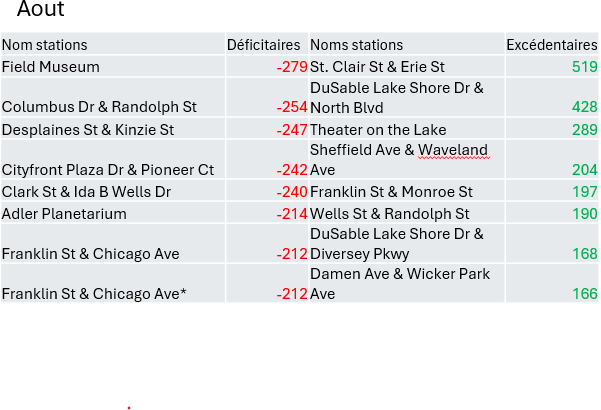 Aout
Nom stations Déficitaires Noms stations Excédentaires
Field Museum -279 St. Clair St & Erie St 519
DuSable Lake Shore Dr &
Columbus Dr & Randolph St -254 North Blvd 428
Desplaines St & Kinzie St -247 Theater on the Lake 289
Sheffield Ave & Waveland
Cityfront Plaza Dr & Pioneer Ct -242 Ave 204
Clark St & Ida B Wells Dr -240 Franklin St & Monroe St 197
Adler Planetarium -214 Wells St & Randolph St 190
DuSable Lake Shore Dr &
Franklin St & Chicago Ave -212 Diversey Pkwy 168
Damen Ave & Wicker Park
Franklin St & Chicago Ave* -212 Ave 166